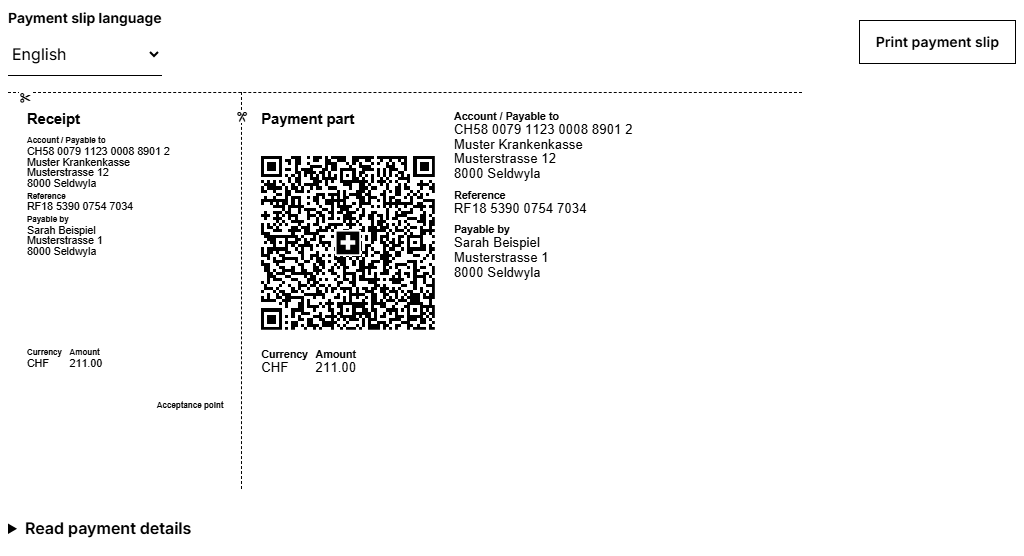 Payment slip language
English
Print payment slip
Receipt
Account / Payable to
CH58 0079 1123 0008 8901 2
Muster Krankenkasse
Musterstrasse 12
8000 Seldwyla
Reference
RF18 5390 0754 7034
Payable by
Sarah Beispiel
Musterstrasse 1
8000 Seldwyla
Currency Amount
CHF 211.00
Acceptance point
Payment part
Currency Amount
CHF 211.00
Account / Payable to
CH58 0079 1123 0008 8901 2
Muster Krankenkasse
Musterstrasse 12
8000 Seldwyla
Reference
RF18 5390 0754 7034
Payable by
Sarah Beispiel
Musterstrasse 1
8000 Seldwyla
Read payment details